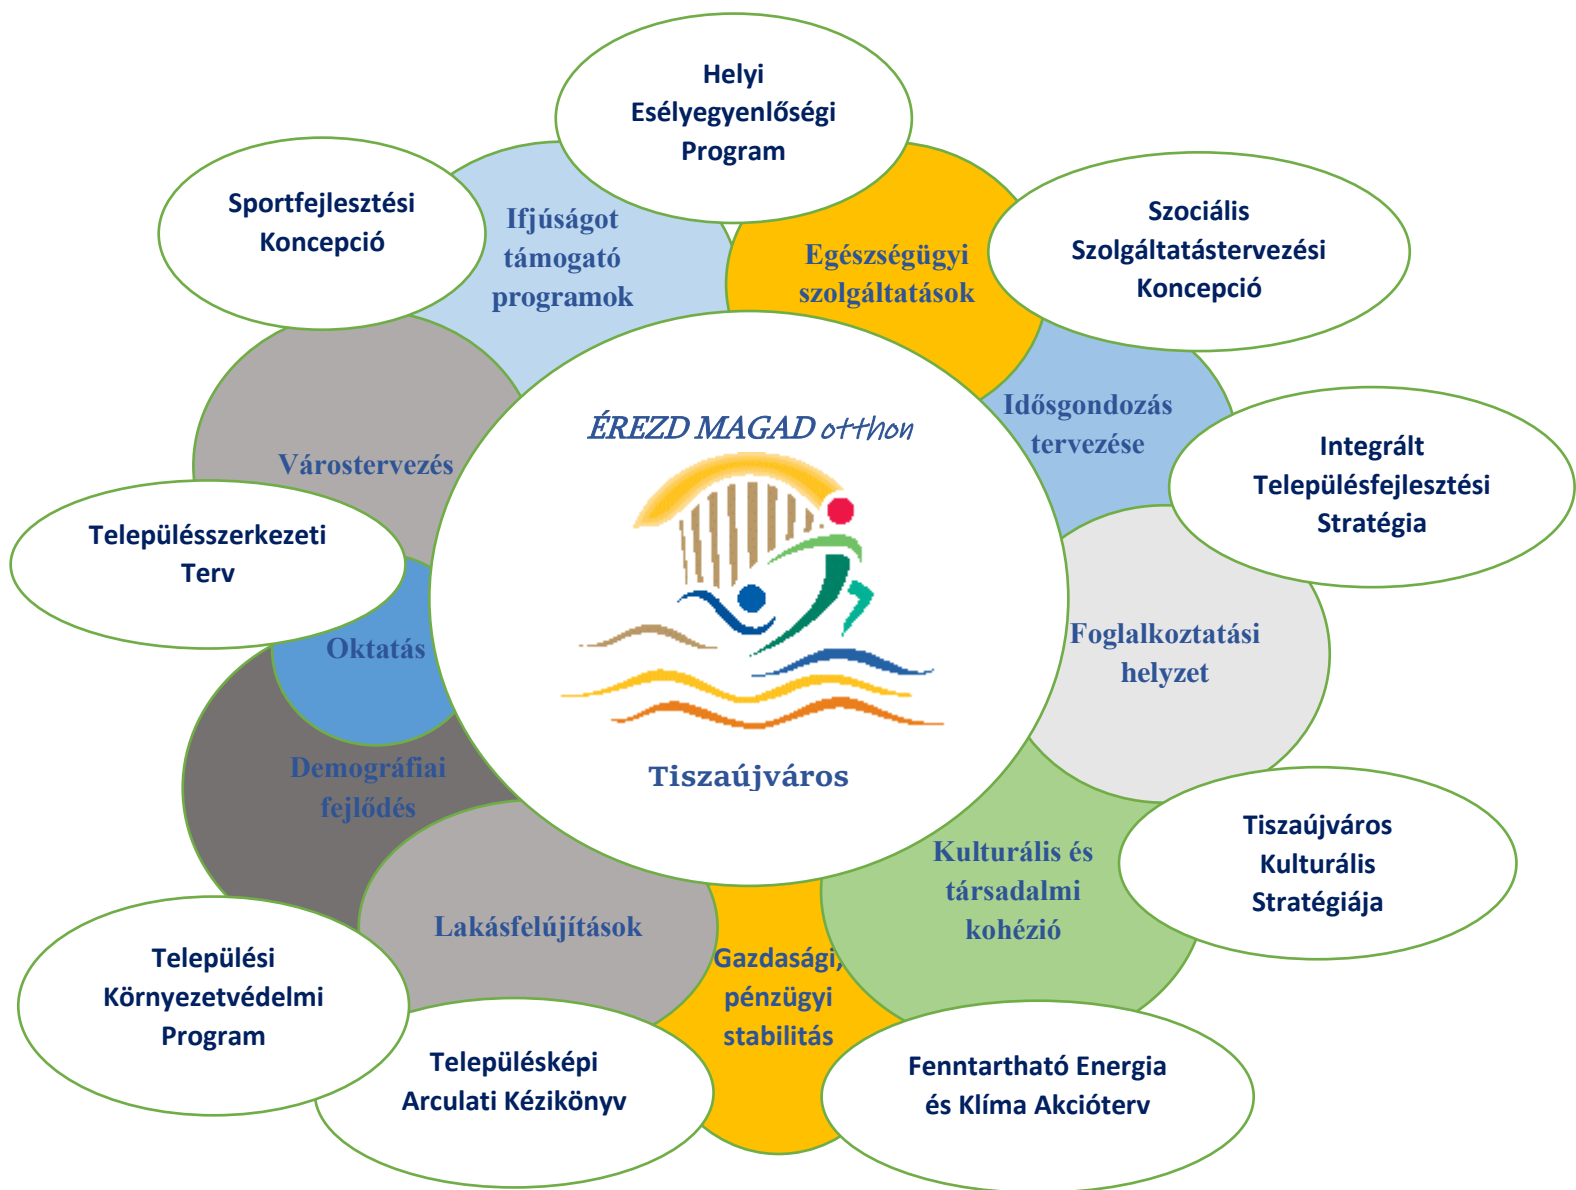 Helyi
Esélyegyenlőségi
Program
Sportfejlesztési
Koncepció
Ifjúságot
támogató
programok
Egészségügyi
szolgáltatások
Szociális
Szolgáltatástervezési
Koncepció
Idősgondozás
tervezése
Integrált
Településfejlesztési
Stratégia
Várostervezés
ÉREZD MAGAD otthon
Tiszaújváros
Településszerkezeti
Terv
Oktatás
Foglalkoztatási
helyzet
Demográfiai
fejlődés
Kulturális és
társadalmi
kohézió
Tiszaújváros
Kulturális
Stratégiája
Lakásfelújítások
Gazdasági,
pénzügyi
stabilitás
Települési
Környezetvédelmi
Program
Településképi
Arculati Kézikönyv
Fenntartható Energia
és Klíma Akcióterv